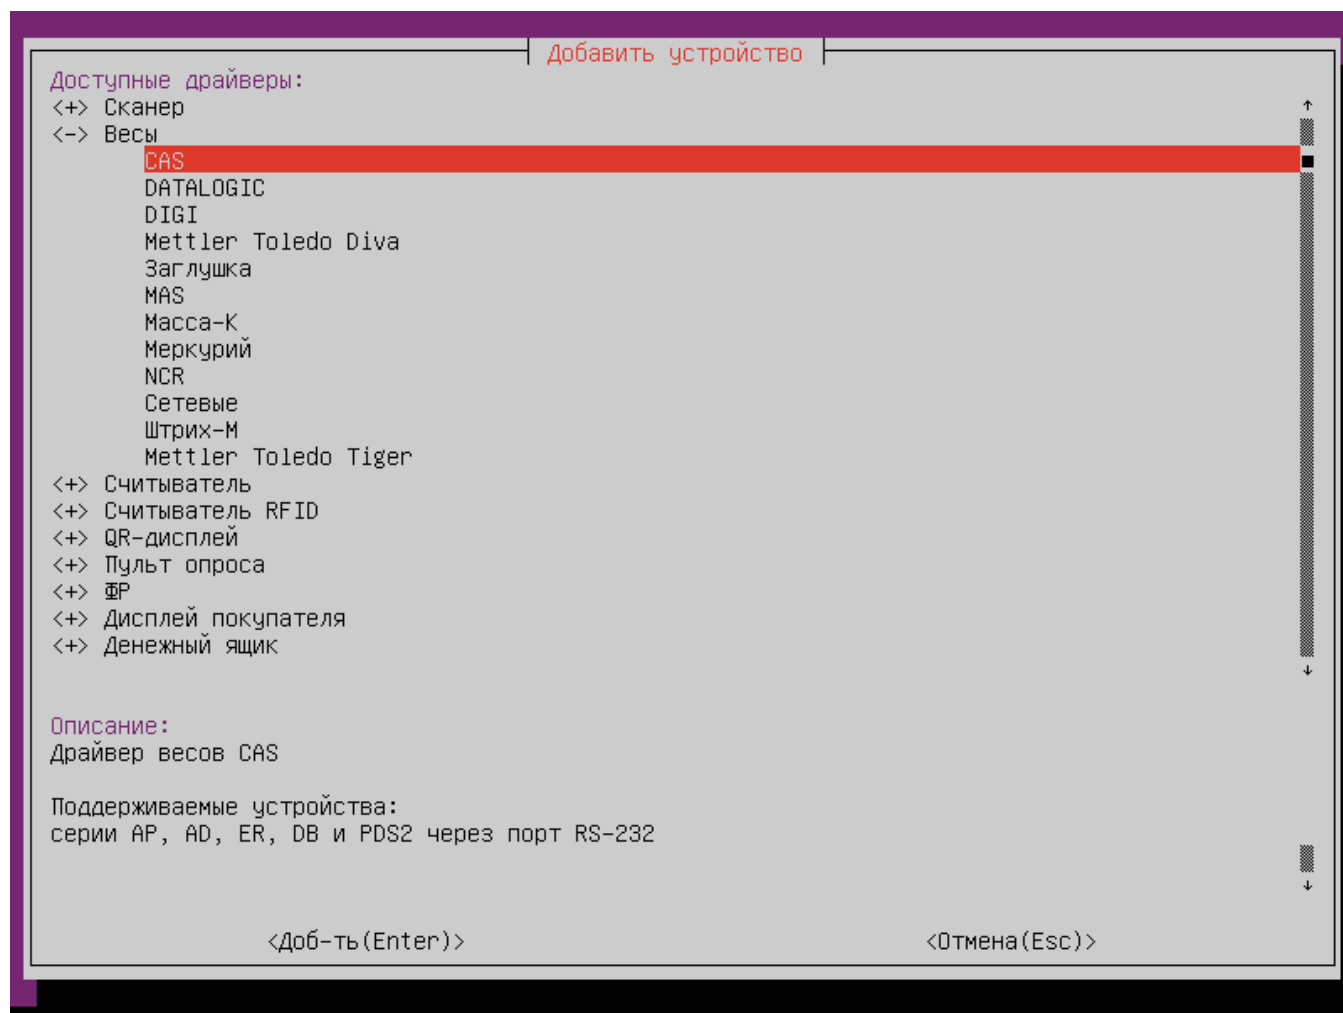 Добавить устройство
Доступные драйверы:
<+> Сканер
<-> Весы
CAS
DATALOGIC
DIGI
Mettler Toledo Diva
Заглушка
MAS
Масса-К
Меркурий
NCR
Сетевые
Штрих-М
Mettler Toledo Tiger
<+> Считыватель
<+> Считыватель RFID
<+> QR-дисплей
<+> Пульт опроса
<+> ФР
<+> Дисплей покупателя
<+> Денежный ящик
Описание:
Драйвер весов CAS
Поддерживаемые устройства:
серии AP, AD, ER, DB и PDS2 через порт RS-232
<Доб-ть(Enter)> <Отмена(Esc)>